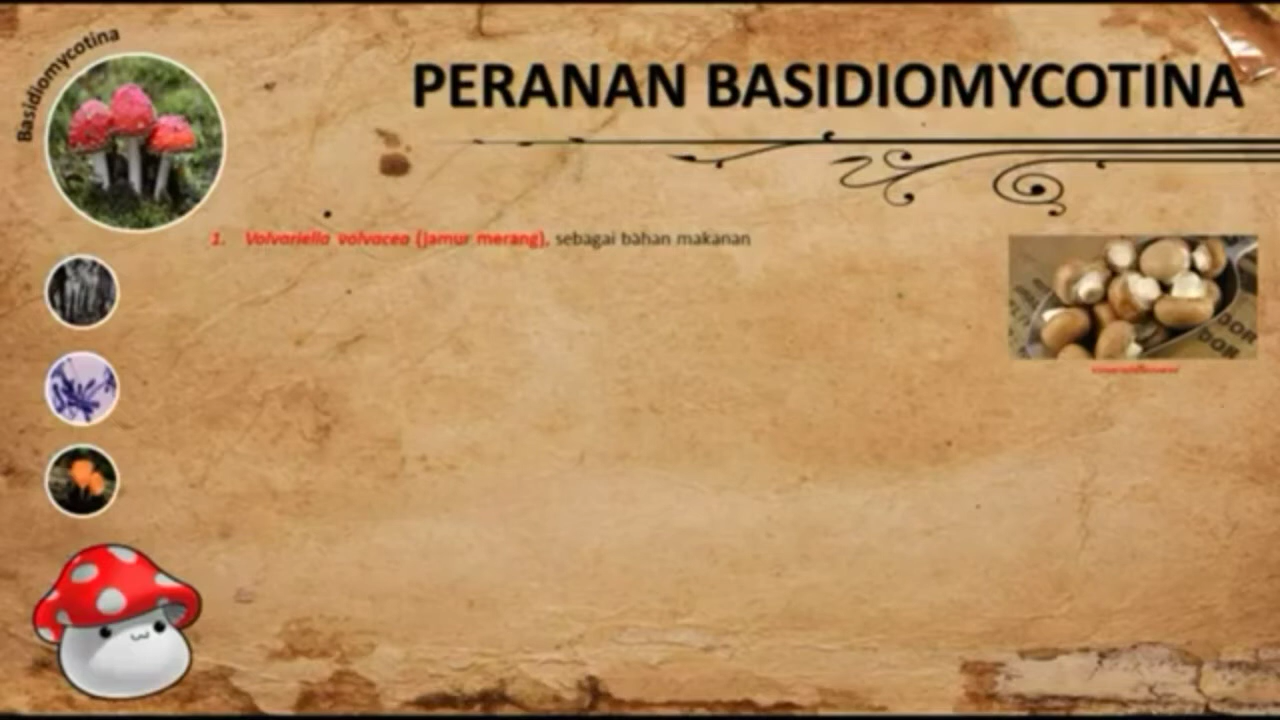 Basidiomycotina
PERANAN BASIDIOMYCOTINA
1. Volvariella volvacea (jamur merang), sebagai bahan makanan